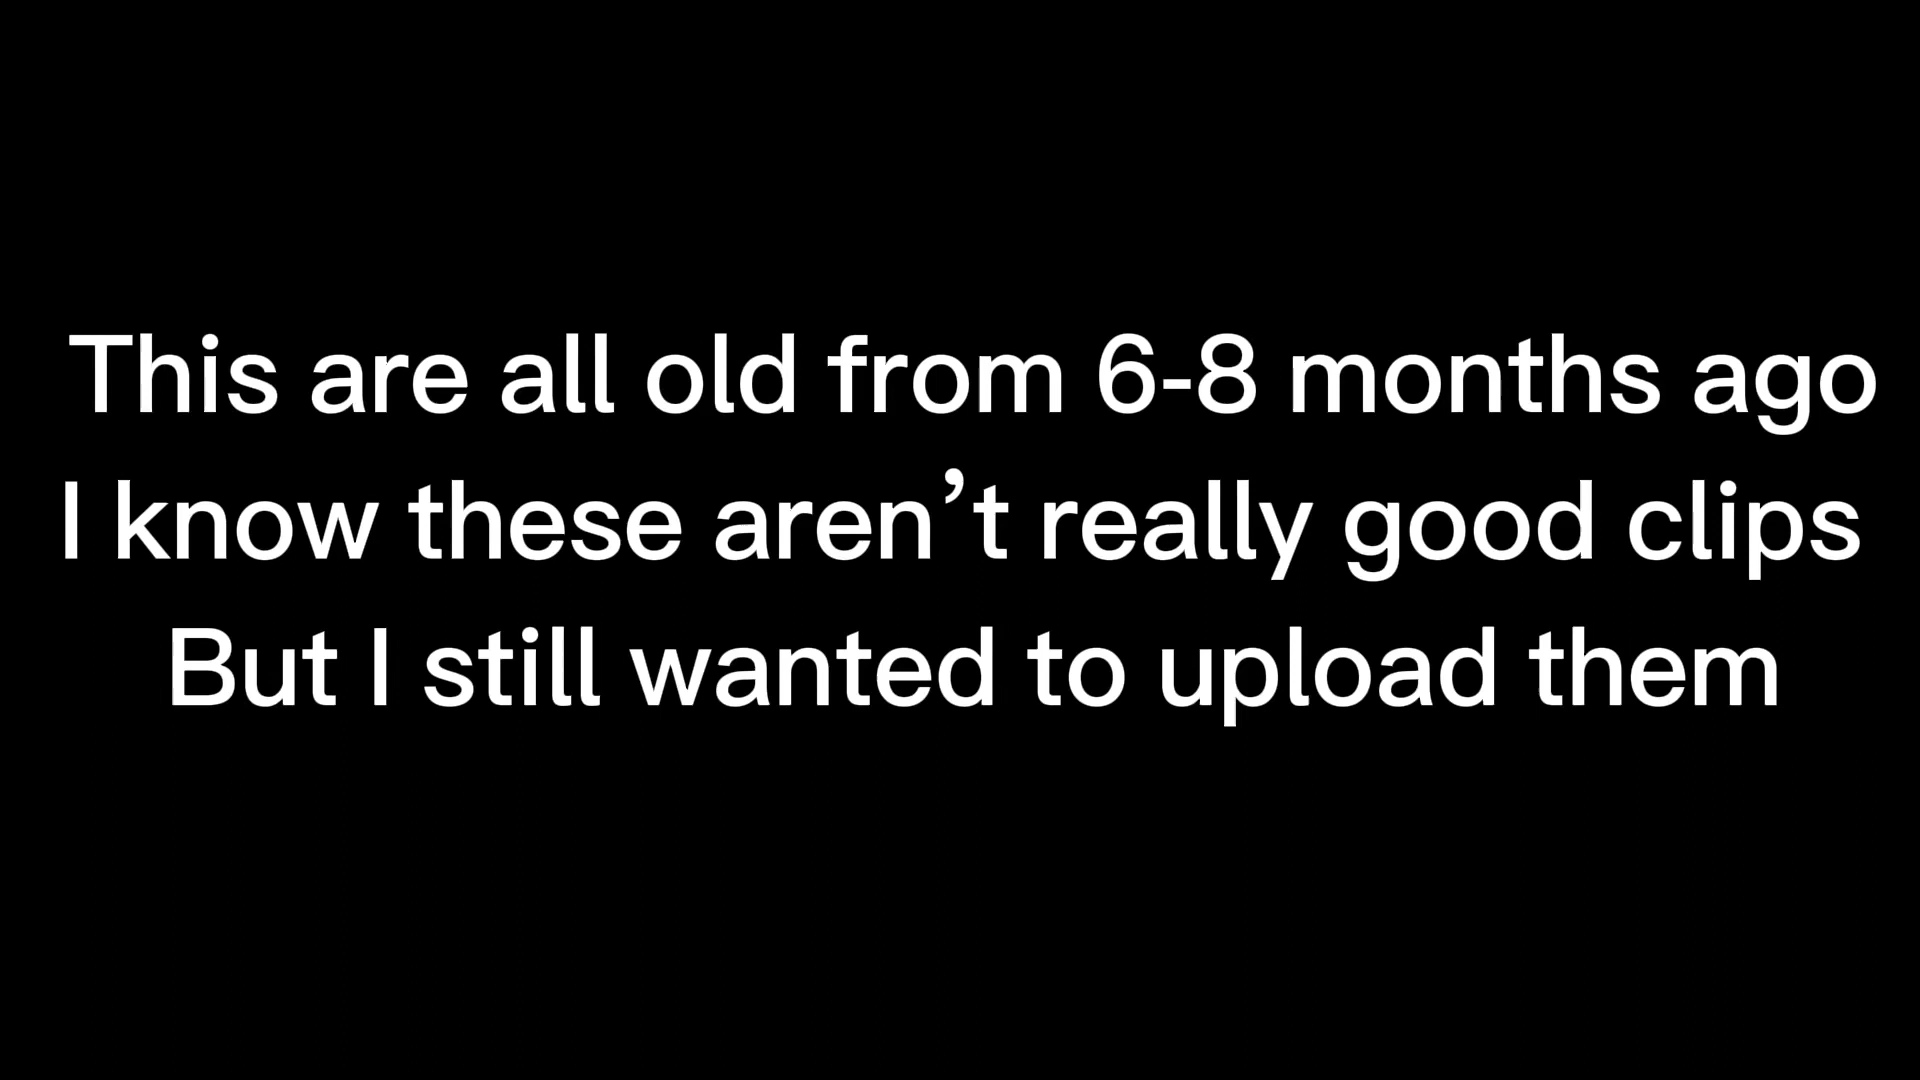 This are all old from 6-8 months ago
I know these aren’t really good clips
But I still wanted to upload them